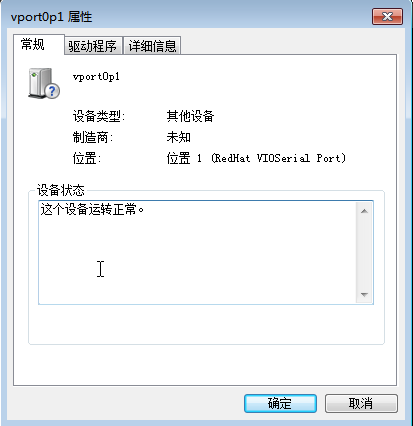 vport0p1 属性
常规 驱动程序 详细信息
vport0p1
设备类型: 其他设备
制造商: 未知
位置: 位置 1 (RedHat VIOSerial Port)
设备状态
这个设备运转正常。
确定 取消